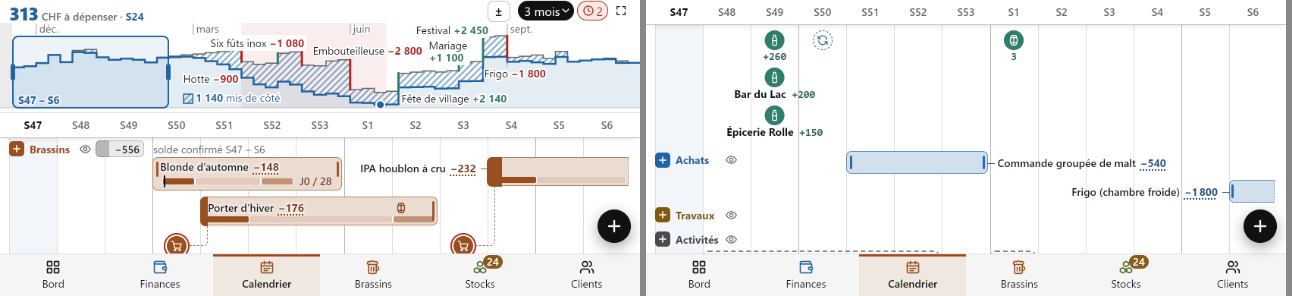 313 CHF à dépenser · S24
±
3 mois
2
déc.
mars
juin
sept.
Festival +2 450
Six fûts inox −1 080
Embouteilleuse −2 800
Mariage
+1 100
Hotte −900
Frigo −1 800
S47 – S6
1 140 mis de côté
Fête de village +2 140
S47 S48 S49 S50 S51 S52 S53 S1 S2 S3 S4 S5 S6
Brassins −556 solde confirmé S47 – S6
Blonde d'automne −148
J0 / 28
IPA houblon à cru −232
Porter d'hiver −176
+
24
Bord Finances Calendrier Brassins Stocks Clients
S47 S48 S49 S50 S51 S52 S53 S1 S2 S3 S4 S5 S6
+260
3
Bar du Lac +200
Épicerie Rolle +150
Achats
Commande groupée de malt −540
Frigo (chambre froide) −1 800
Travaux
Activités
+
24
Bord Finances Calendrier Brassins Stocks Clients